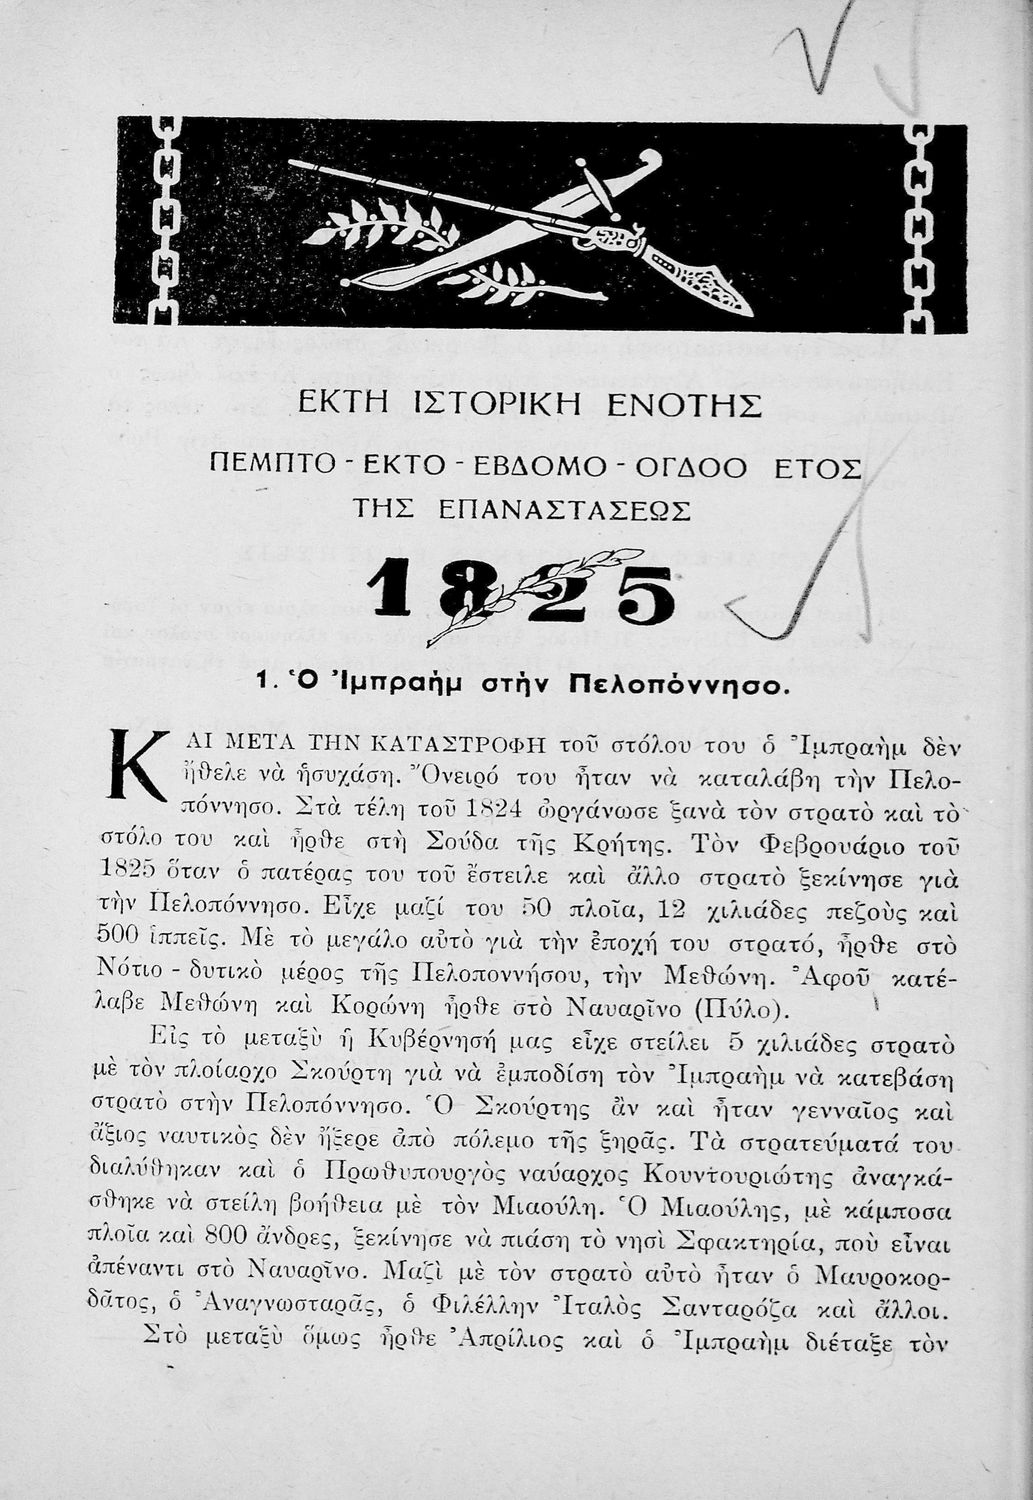 ΕΚΤΗ ΙΣΤΟΡΙΚΗ ΕΝΟΤΗΣ
ΠΕΜΠΤΟ - ΕΚΤΟ - ΕΒΔΟΜΟ - ΟΓΔΟΟ ΕΤΟΣ
ΤΗΣ ΕΠΑΝΑΣΤΑΣΕΩΣ
1825
1. Ὁ Ἰμπραὴμ στὴν Πελοπόννησο.
ΚΑΙ ΜΕΤΑ ΤΗΝ ΚΑΤΑΣΤΡΟΦΗ τοῦ στόλου του ὁ Ἰμπραὴμ δὲν
ἤθελε νὰ ἡσυχάση. Ὄνειρό του ἦταν νὰ καταλάβη τὴν Πελο-
πόννησο. Στὰ τέλη τοῦ 1824 ὡργάνωσε ξανὰ τὸν στρατὸ καὶ τὸ
στόλο του καὶ ἦρθε στὴ Σούδα τῆς Κρήτης. Τὸν Φεβρουάριο τοῦ
1825 ὅταν ὁ πατέρας του τοῦ ἔστειλε καὶ ἄλλο στρατὸ ξεκίνησε γιὰ
τὴν Πελοπόννησο. Εἶχε μαζί του 50 πλοῖα, 12 χιλιάδες πεζοὺς καὶ
500 ἱππεῖς. Μὲ τὸ μεγάλο αὐτὸ γιὰ τὴν ἐποχή του στρατό, ἦρθε στὸ
Νότιο - δυτικὸ μέρος τῆς Πελοποννήσου, τὴν Μεθώνη. Ἀφοῦ κατέ-
λαβε Μεθώνη καὶ Κορώνη ἦρθε στὸ Ναυαρῖνο (Πύλο).
Εἰς τὸ μεταξὺ ἡ Κυβέρνησή μας εἶχε στείλει 5 χιλιάδες στρατὸ
μὲ τὸν πλοίαρχο Σκούρτη γιὰ νὰ ἐμποδίση τὸν Ἰμπραὴμ νὰ κατεβάση
στρατὸ στὴν Πελοπόννησο. Ὁ Σκούρτης ἂν καὶ ἦταν γενναῖος καὶ
ἄξιος ναυτικὸς δὲν ἤξερε ἀπὸ πόλεμο τῆς ξηρᾶς. Τὰ στρατεύματά του
διαλύθηκαν καὶ ὁ Πρωθυπουργὸς ναύαρχος Κουντουριώτης ἀναγκά-
σθηκε νὰ στείλη βοήθεια μὲ τὸν Μιαούλη. Ὁ Μιαούλης, μὲ κάμποσα
πλοῖα καὶ 800 ἄνδρες, ξεκίνησε νὰ πιάση τὸ νησὶ Σφακτηρία, ποὺ εἶναι
ἀπέναντι στὸ Ναυαρῖνο. Μαζὶ μὲ τὸν στρατὸ αὐτὸ ἦταν ὁ Μαυροκορ-
δᾶτος, ὁ Ἀναγνωσταρᾶς, ὁ Φιλέλλην Ἰταλὸς Σανταρόζα καὶ ἄλλοι.
Στὸ μεταξὺ ὅμως ἦρθε Ἀπρίλιος καὶ ὁ Ἰμπραὴμ διέταξε τὸν